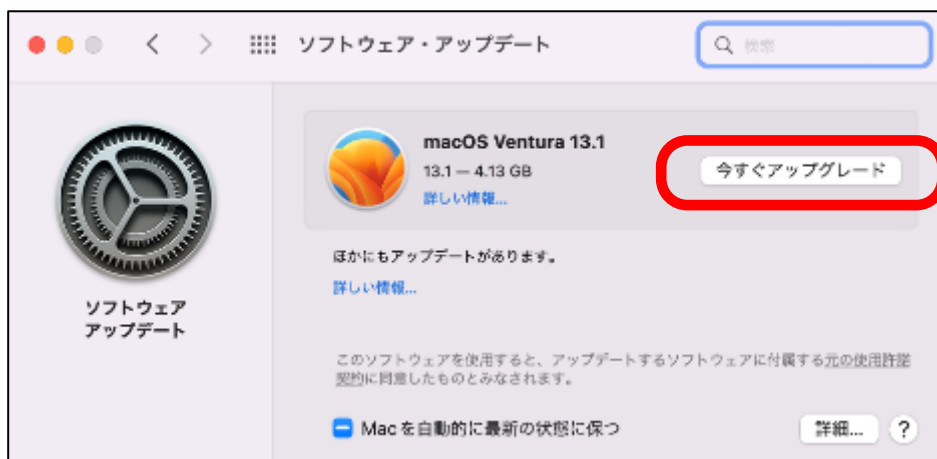 ソフトウェア・アップデート
検索
macOS Ventura 13.1
13.1 — 4.13 GB
詳しい情報...
今すぐアップグレード
ほかにもアップデートがあります。
詳しい情報...
ソフトウェア
アップデート
このソフトウェアを使用すると、アップデートするソフトウェアに付属する元の使用許諾
契約に同意したものとみなされます。
Macを自動的に最新の状態に保つ
詳細...
?